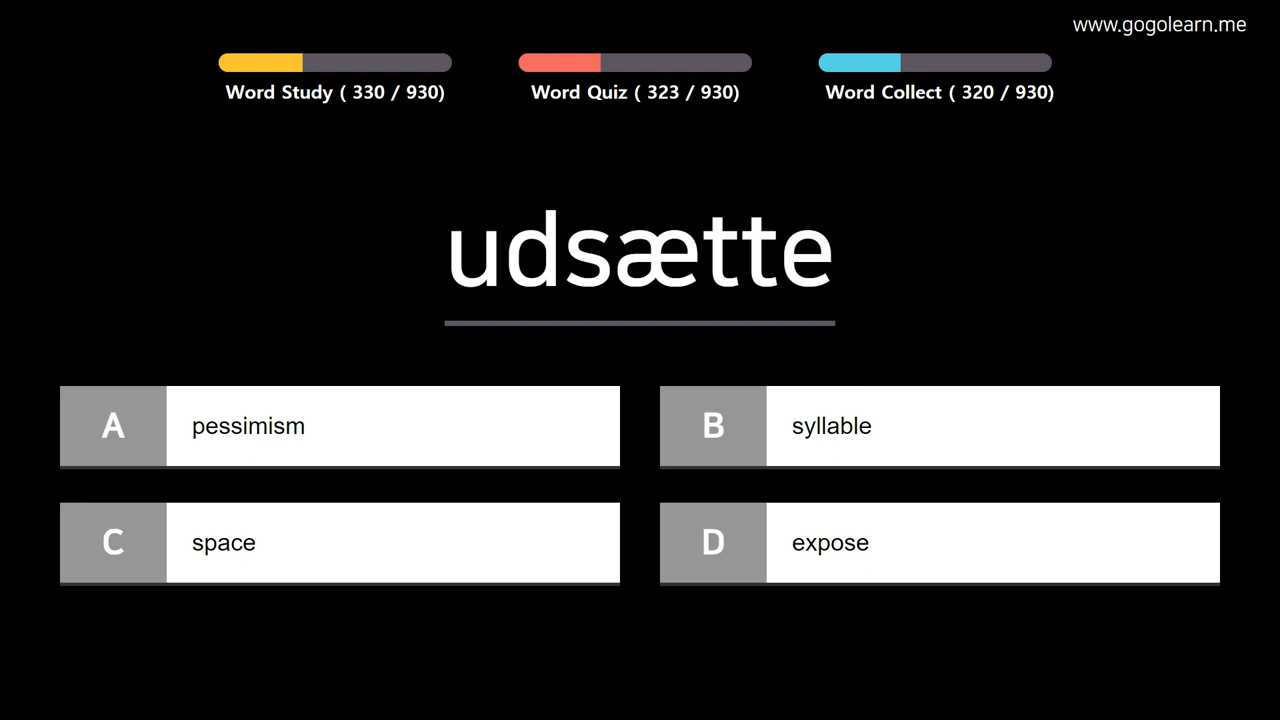 www.gogolearn.me
Word Study ( 330 / 930)
Word Quiz ( 323 / 930)
Word Collect ( 320 / 930)
udsætte
A pessimism
B syllable
C space
D expose